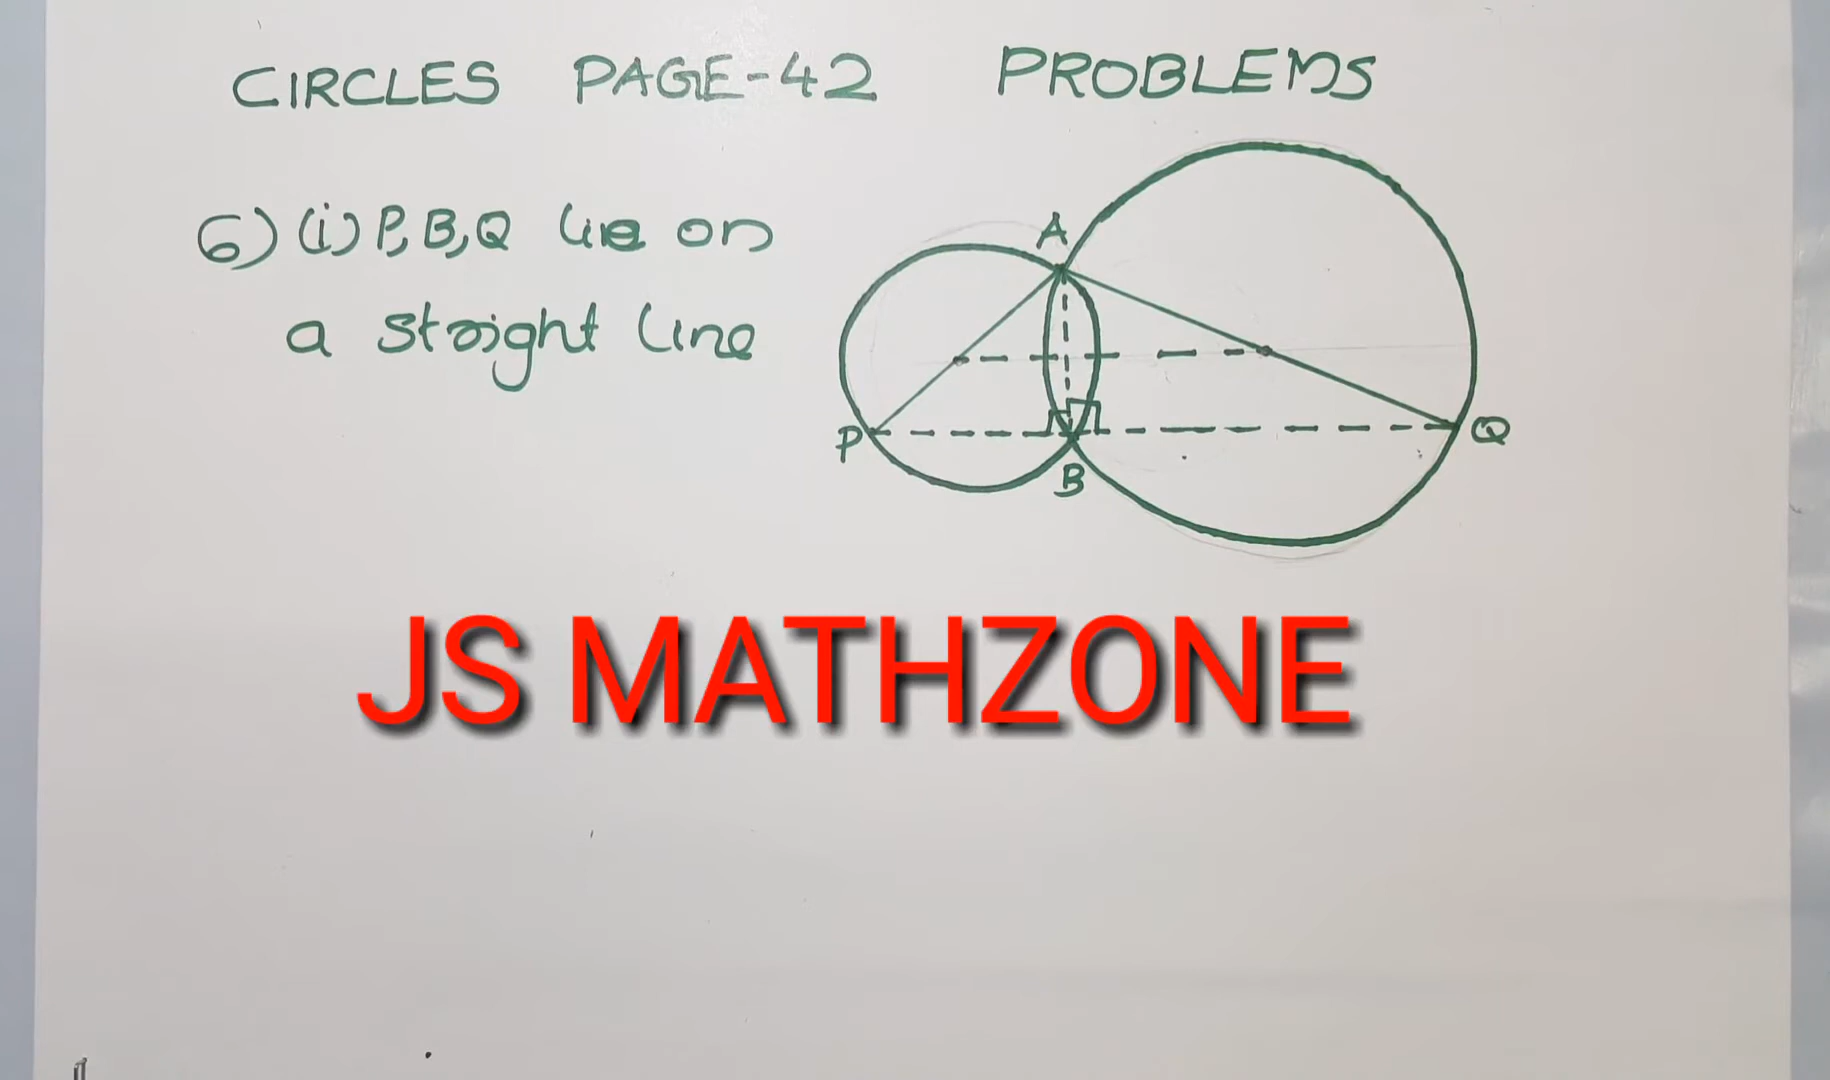 CIRCLES PAGE-42 PROBLEMS
6) (i) P, B, Q lie on
a straight line
A
P
Q
B
JS MATHZONE